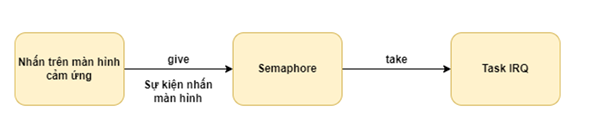 Nhấn trên màn hình
cảm ứng
give
Sự kiện nhấn
màn hình
Semaphore
take
Task IRQ